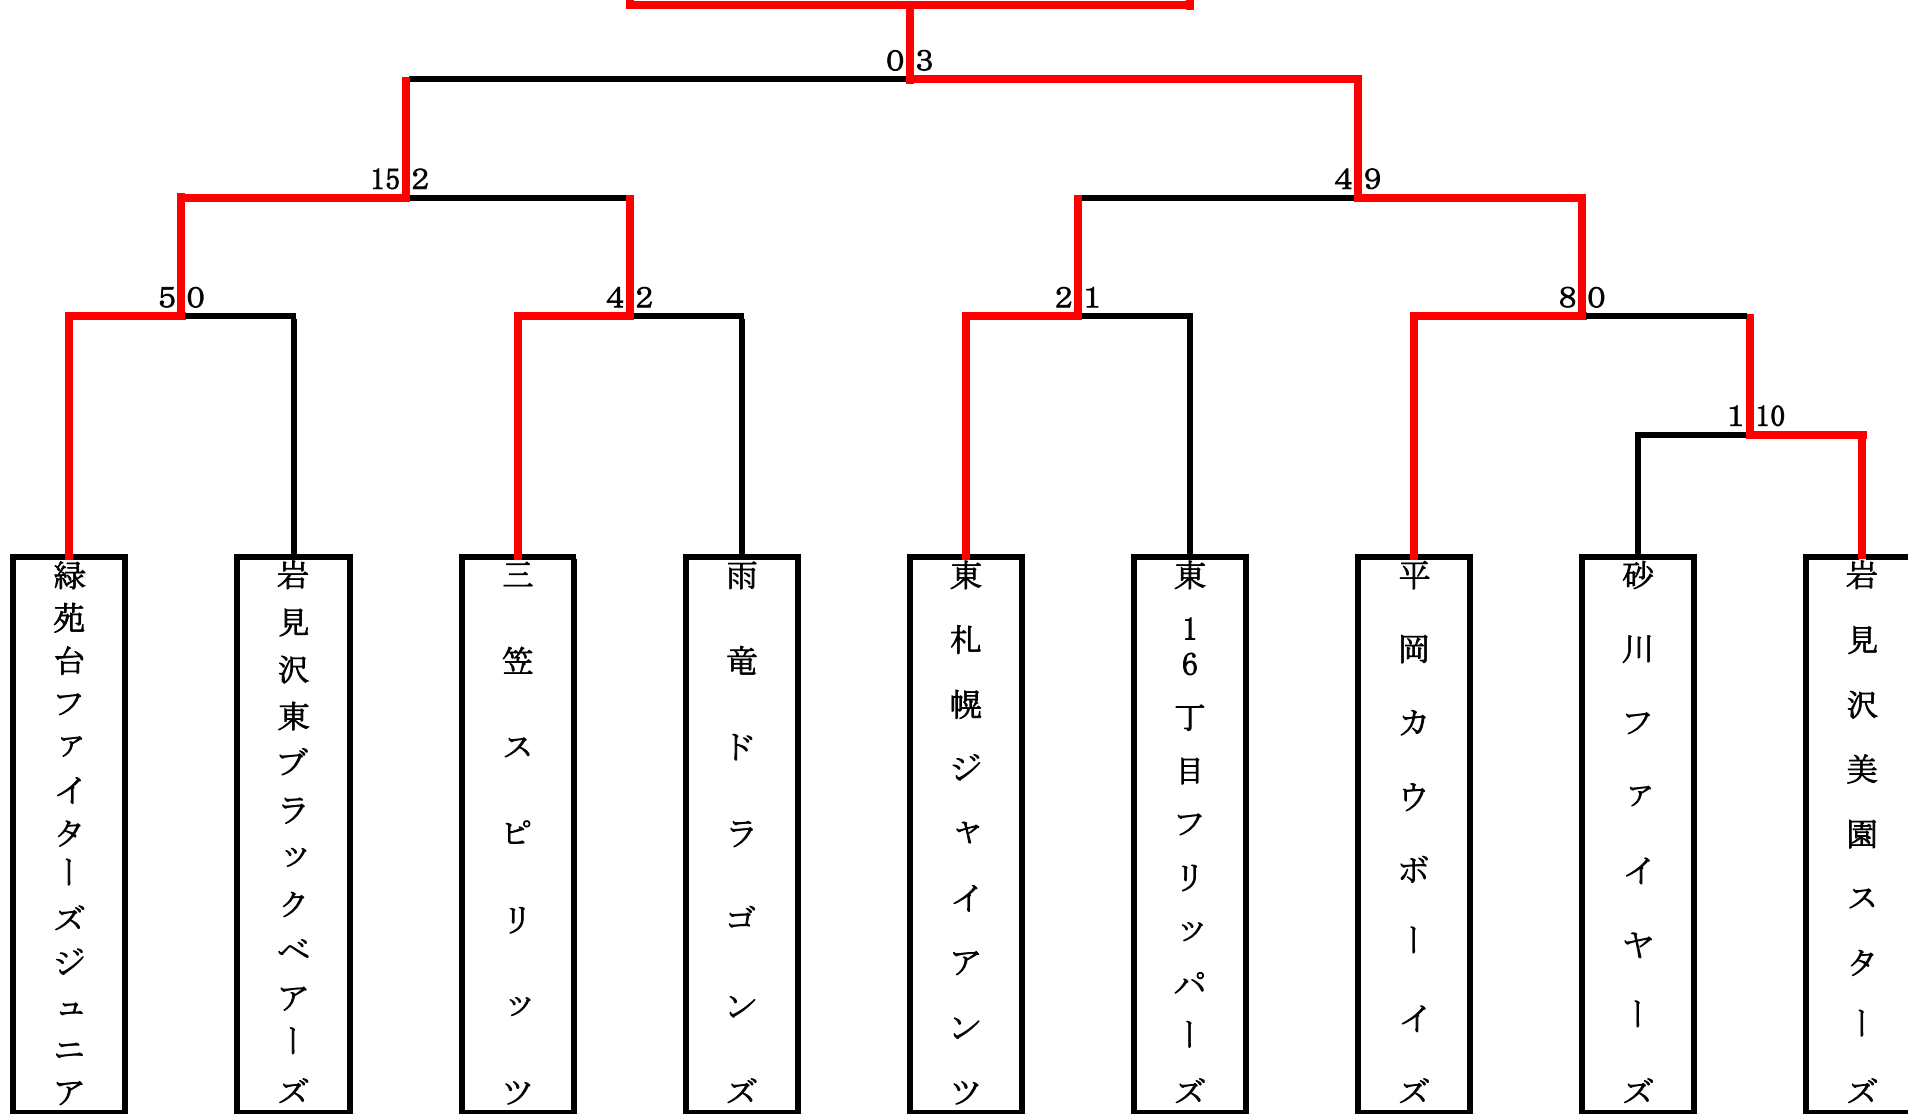 0 3
15 2
4 9
5 0
4 2
2 1
8 0
1 10
緑苑台ファイターズジュニア
岩見沢東ブラックベアーズ
三笠スピリッツ
雨竜ドラゴンズ
東札幌ジャイアンツ
東16丁目フリッパーズ
平岡カウボーイズ
砂川ファイヤーズ
岩見沢美園スターズ